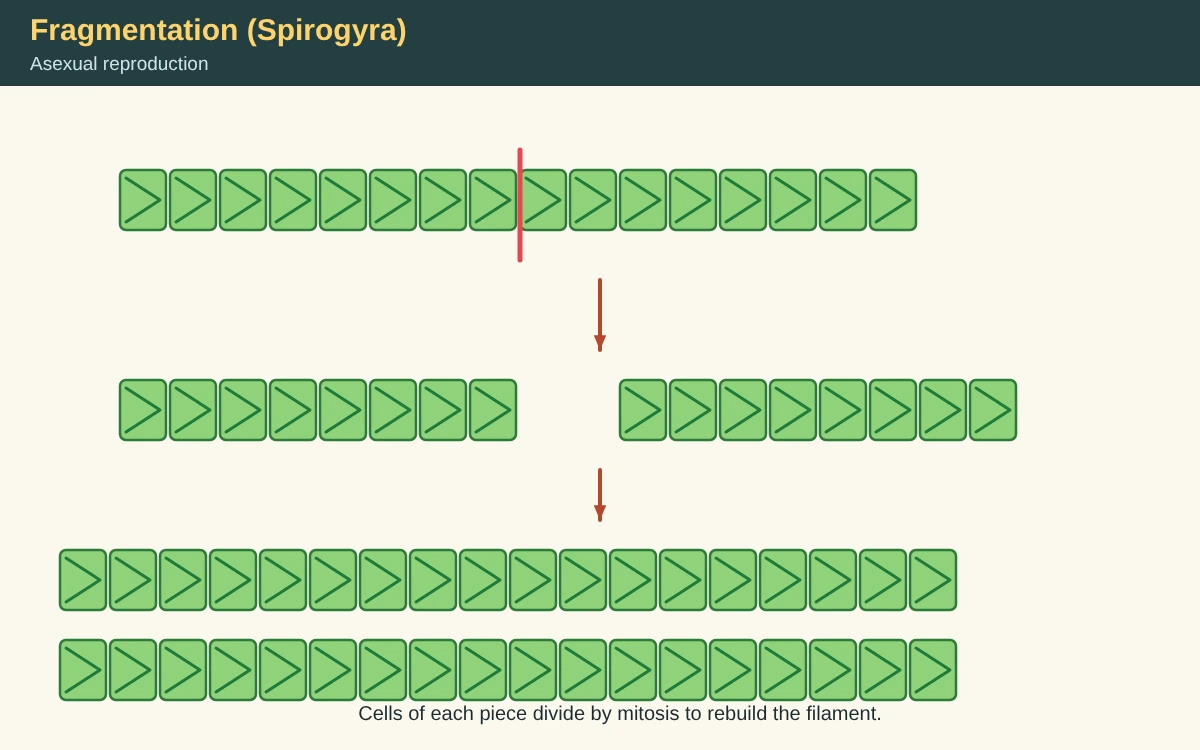 Fragmentation (Spirogyra)
Asexual reproduction
Cells of each piece divide by mitosis to rebuild the filament.